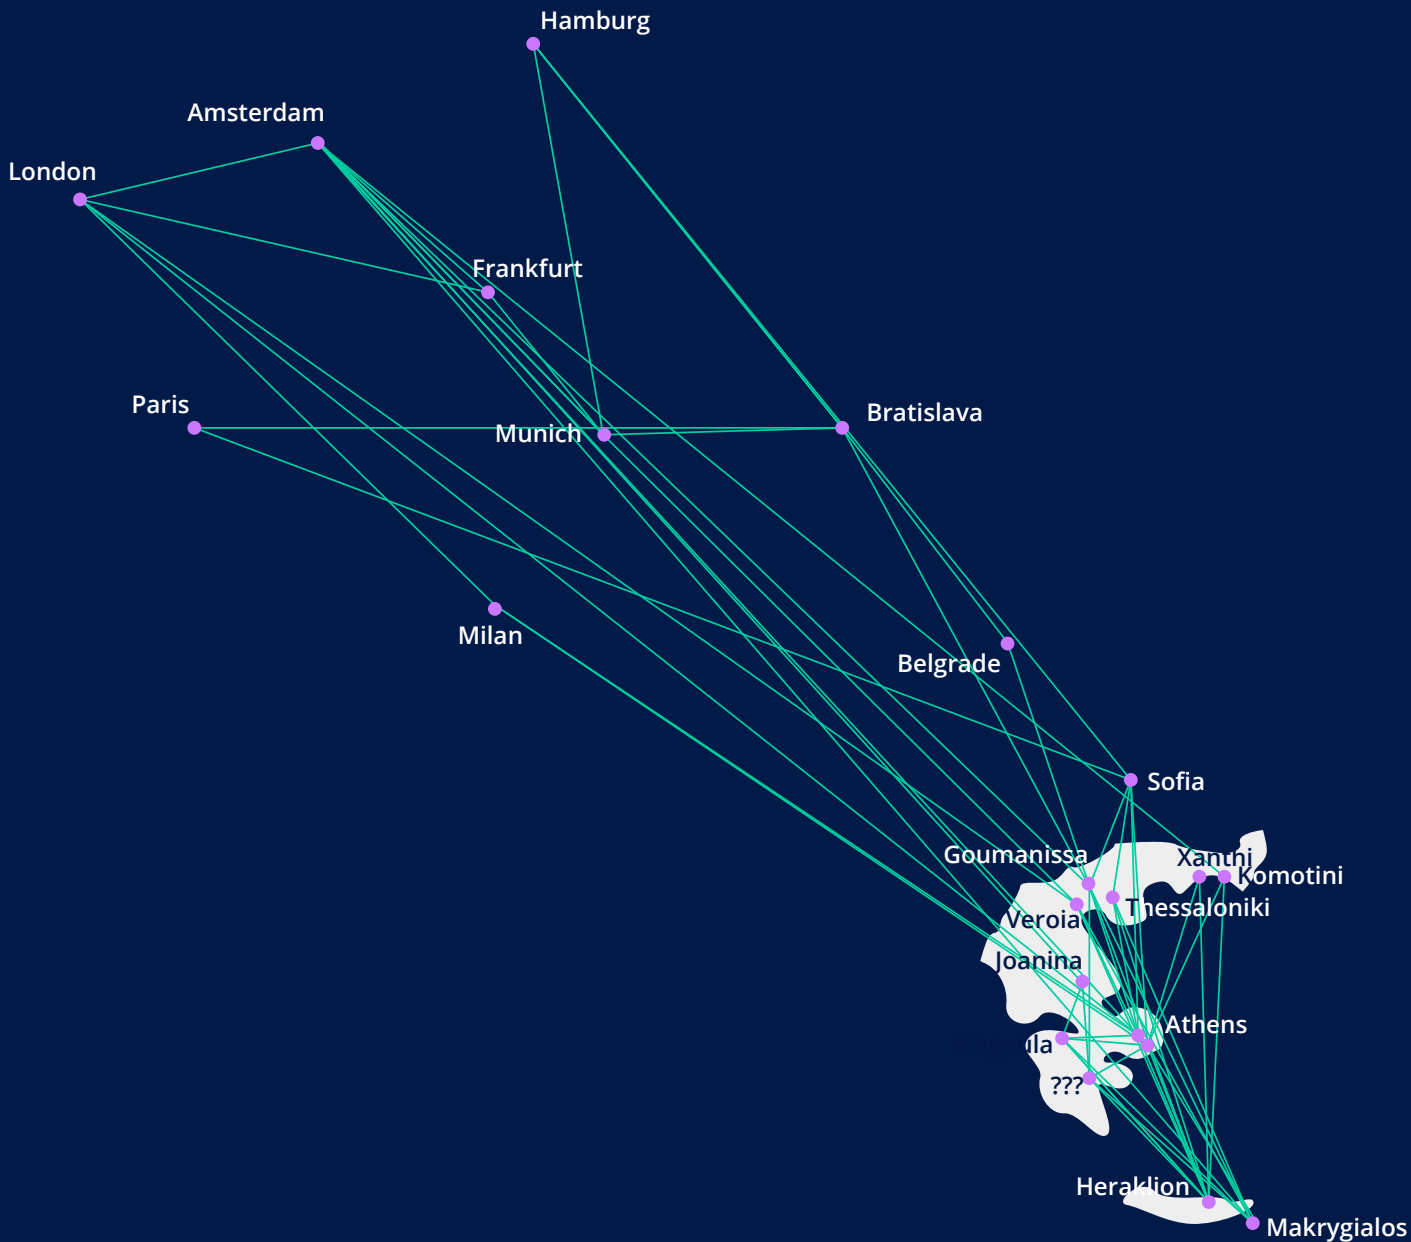 Hamburg
Amsterdam
London
Frankfurt
Paris
Bratislava
Munich
Milan
Belgrade
Sofia
Goumanissa
Xanthi
Komotini
Thessaloniki
Veroia
Joanina
Athens
Magoula
???
Heraklion
Makrygialos